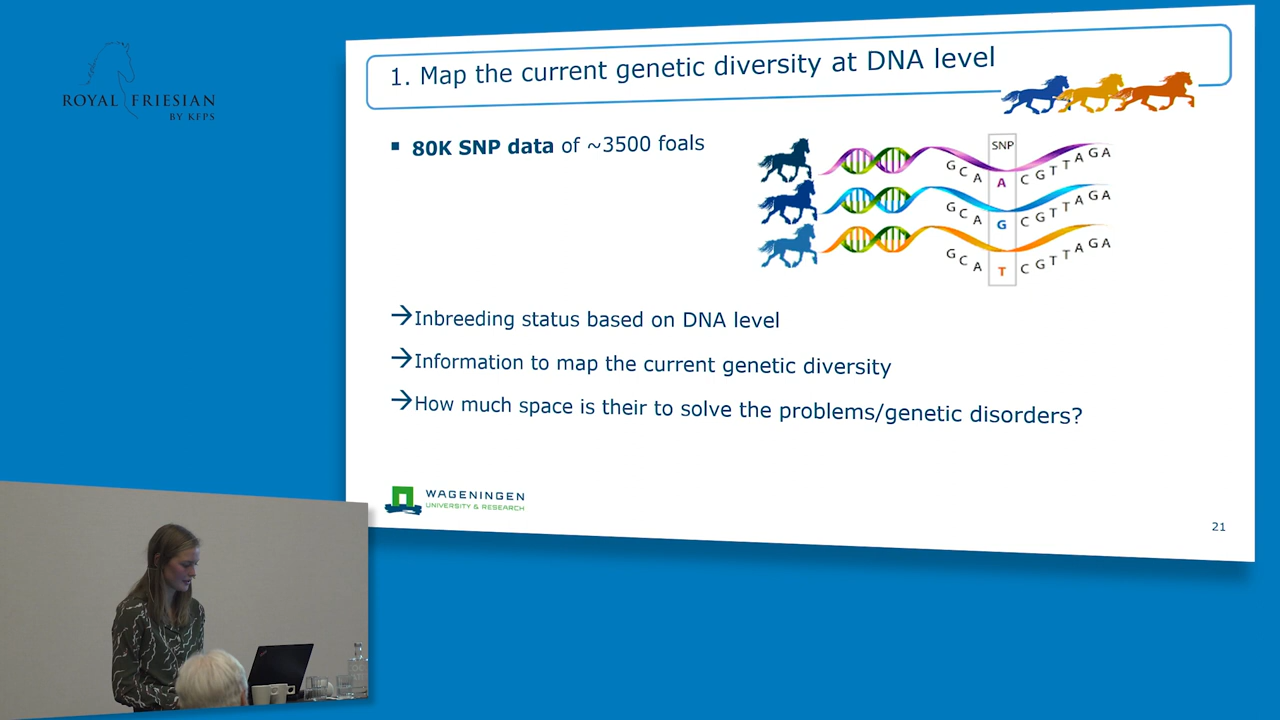 ROYAL FRIESIAN
BY KFPS
1. Map the current genetic diversity at DNA level
▪ 80K SNP data of ~3500 foals
SNP
GCA A CGTTAGA
GCA G CGTTAGA
GCA T CGTTAGA
→Inbreeding status based on DNA level
→Information to map the current genetic diversity
→How much space is their to solve the problems/genetic disorders?
WAGENINGEN
UNIVERSITY & RESEARCH
21